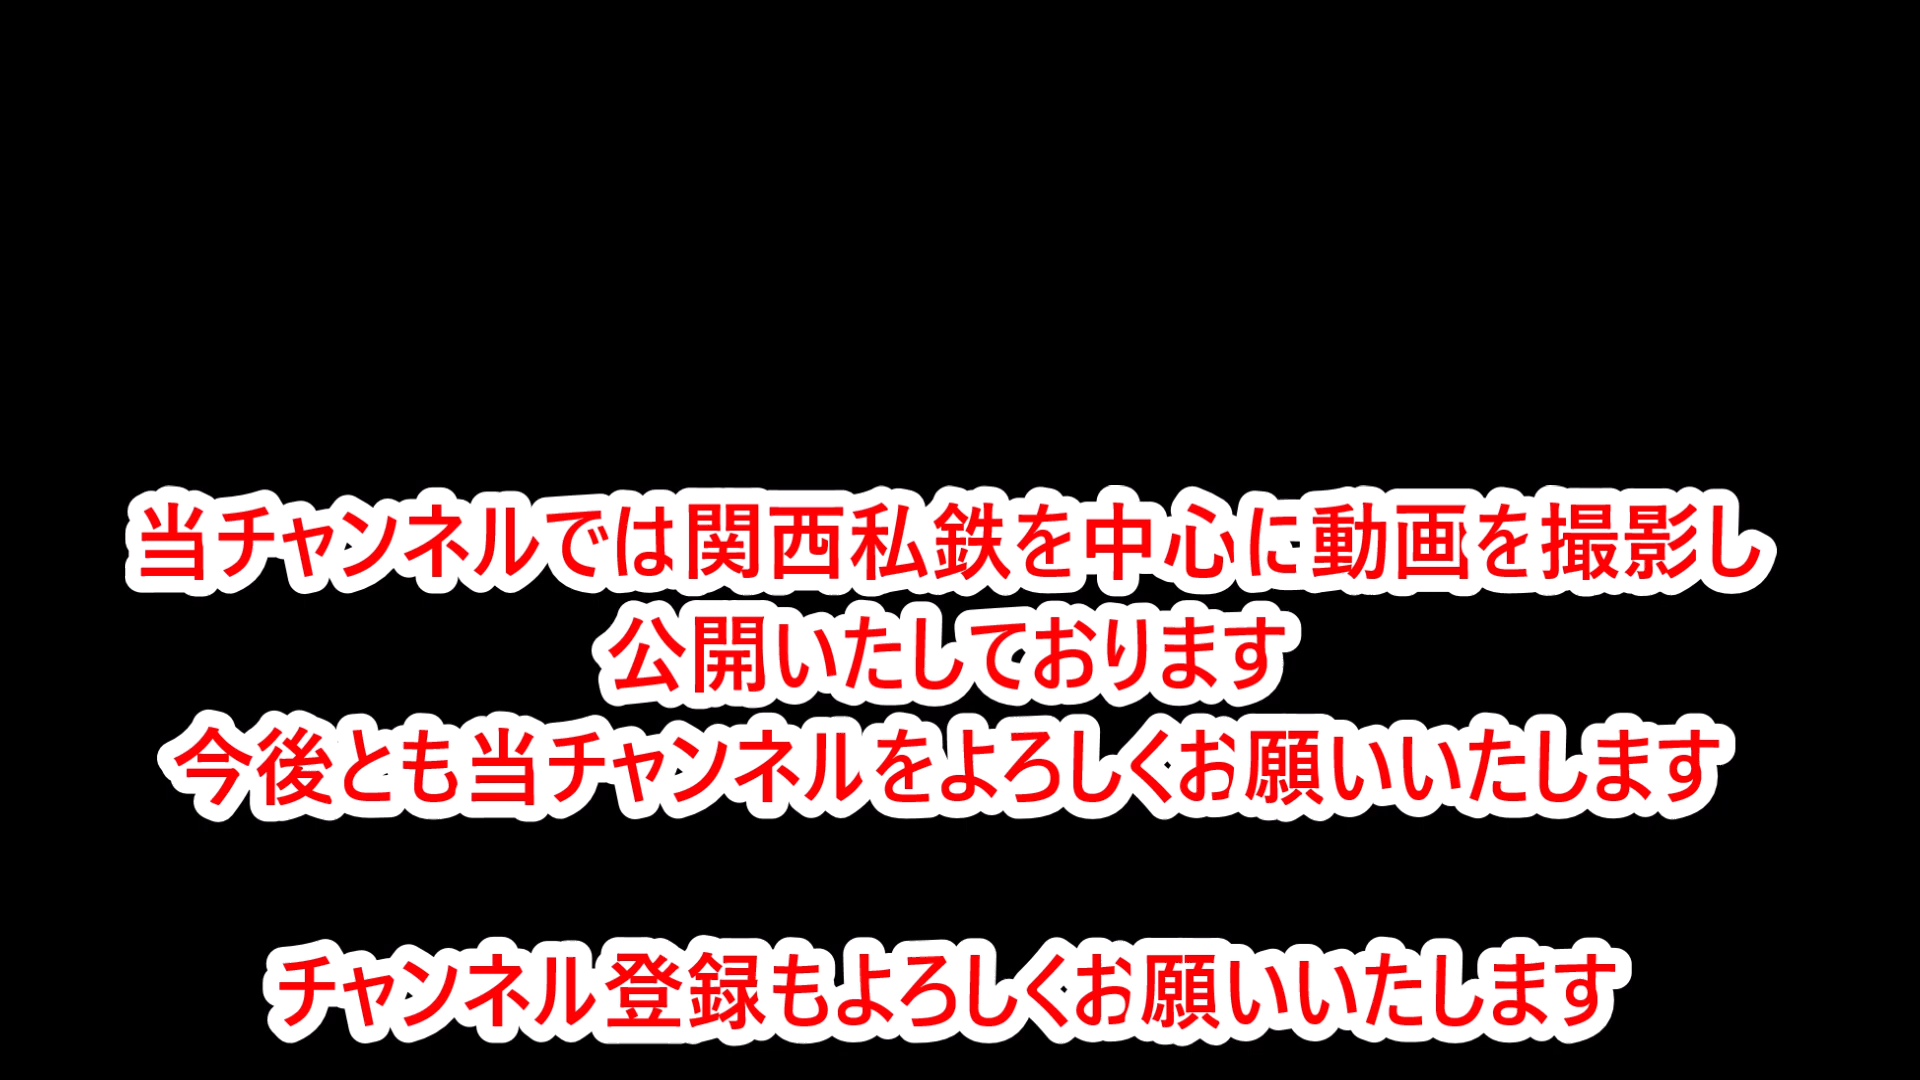 当チャンネルでは関西私鉄を中心に動画を撮影し
公開いたしております
今後とも当チャンネルをよろしくお願いいたします
チャンネル登録もよろしくお願いいたします